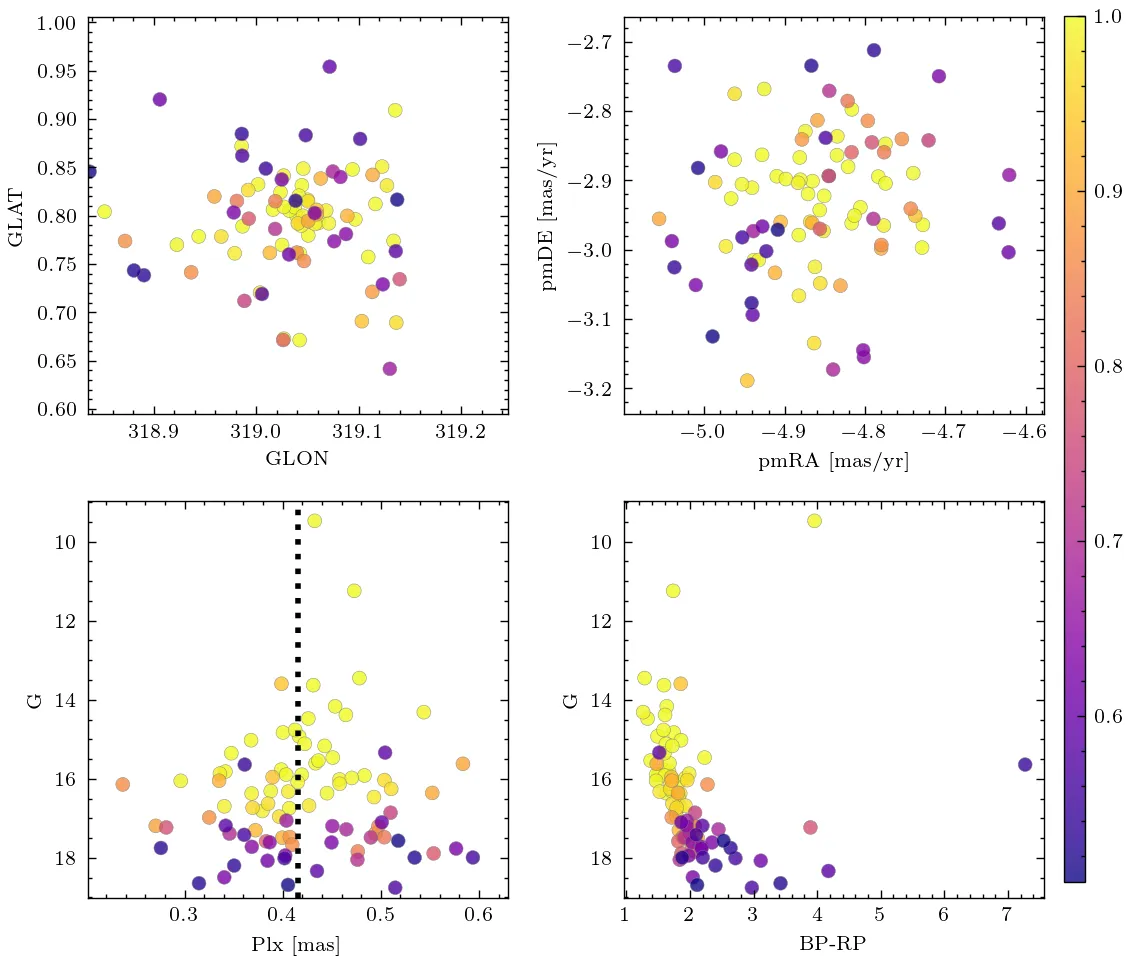 1.00
0.95
0.90
0.85
0.80
0.75
0.70
0.65
0.60
GLAT
318.9 319.0 319.1 319.2
GLON
−2.7
−2.8
−2.9
−3.0
−3.1
−3.2
pmDE [mas/yr]
−5.0 −4.9 −4.8 −4.7 −4.6
pmRA [mas/yr]
10
12
14
16
18
G
0.3 0.4 0.5 0.6
Plx [mas]
10
12
14
16
18
G
1 2 3 4 5 6 7
BP-RP
1.0
0.9
0.8
0.7
0.6